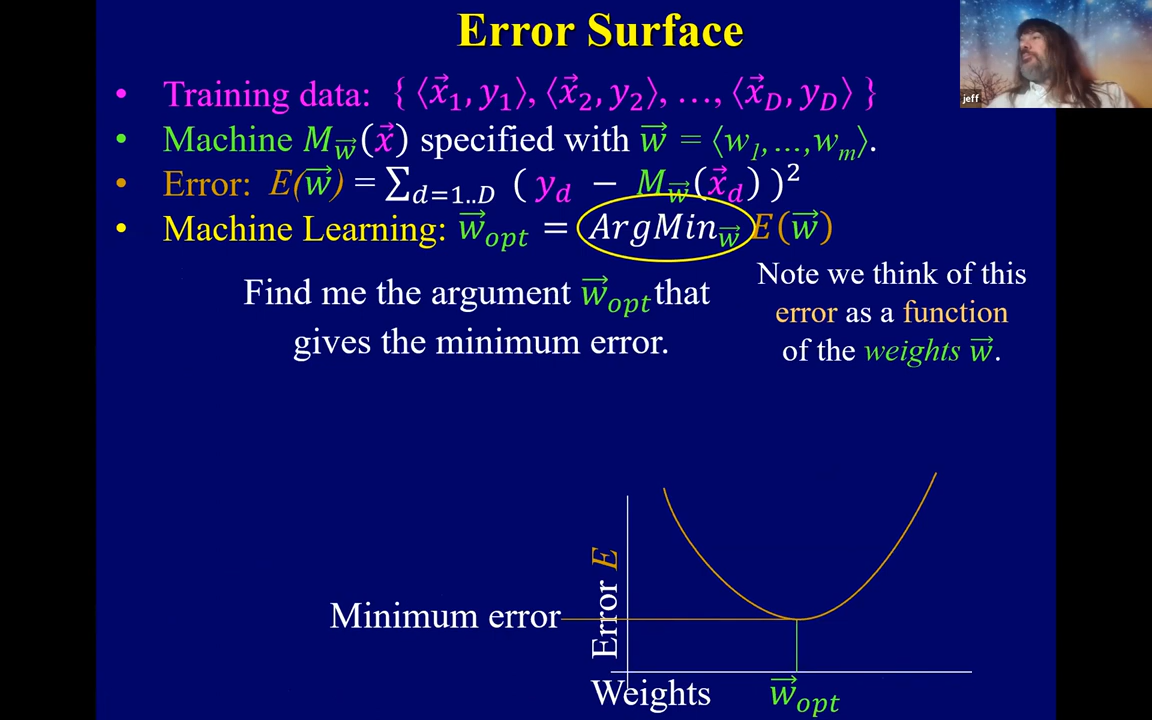 Error Surface
jeff
• Training data: { ⟨x⃗₁, y₁⟩, ⟨x⃗₂, y₂⟩, …, ⟨x⃗_D, y_D⟩ }
• Machine M_w⃗(x⃗) specified with w⃗ = ⟨w_l,…,w_m⟩.
• Error: E(w⃗) = ∑_{d=1..D} ( y_d − M_w⃗(x⃗_d) )²
• Machine Learning: w⃗_opt = ArgMin_w⃗ E(w⃗)
Find me the argument w⃗_opt that
gives the minimum error.
Note we think of this
error as a function
of the weights w⃗.
Error E
Minimum error
Weights
w⃗_opt